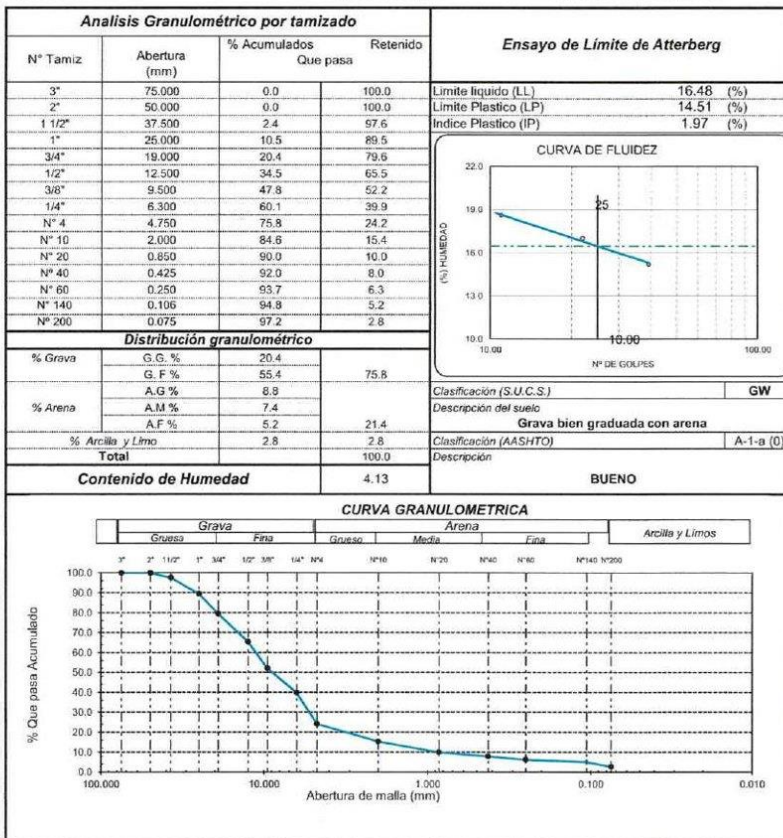 Analisis Granulométrico por tamizado
N° Tamiz Abertura (mm) % Acumulados Retenido
Que pasa
3" 75.000 0.0 100.0
2" 50.000 0.0 100.0
1 1/2" 37.500 2.4 97.6
1" 25.000 10.5 89.5
3/4" 19.000 20.4 79.6
1/2" 12.500 34.5 65.5
3/8" 9.500 47.8 52.2
1/4" 6.300 60.1 39.9
N° 4 4.750 75.8 24.2
N° 10 2.000 84.6 15.4
N° 20 0.850 90.0 10.0
Nº 40 0.425 92.0 8.0
N° 60 0.250 93.7 6.3
N° 140 0.106 94.8 5.2
Nº 200 0.075 97.2 2.8
Distribución granulométrico
% Grava G.G. % 20.4
G. F % 55.4 75.8
A.G % 8.8
% Arena A.M % 7.4
A.F % 5.2 21.4
% Arcilla y Limo 2.8 2.8
Total 100.0
Contenido de Humedad 4.13
Ensayo de Límite de Atterberg
Limite liquido (LL) 16.48 (%)
Limite Plastico (LP) 14.51 (%)
Indice Plastico (IP) 1.97 (%)
CURVA DE FLUIDEZ
22.0
25
19.0
(%) HUMEDAD
16.0
13.0
10.0
10.00
10.00 100.00
Nº DE GOLPES
Clasificación (S.U.C.S.) GW
Descripción del suelo
Grava bien graduada con arena
Clasificación (AASHTO) A-1-a (0)
Descripción
BUENO
CURVA GRANULOMETRICA
Grava Arena Arcilla y Limos
Gruesa Fina Grueso Media Fina
3" 2" 11/2" 1" 3/4" 1/2" 3/8" 1/4" N°4 N°10 N°20 N°40 N°60 N°140 N°200
100.0
90.0
80.0
70.0
60.0
50.0
40.0
30.0
20.0
10.0
0.0
% Que pasa Acumulado
100.000 10.000 1.000 0.100 0.010
Abertura de malla (mm)